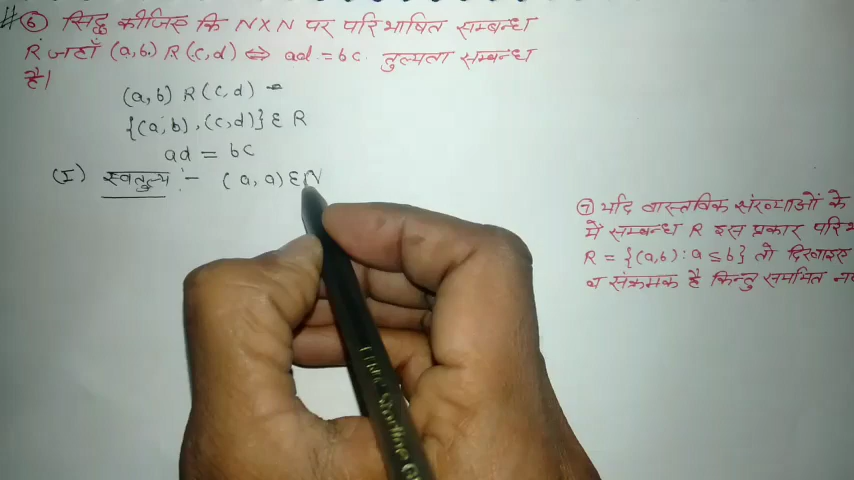 # ⑥ सिद्ध कीजिए कि N×N पर परिभाषित सम्बन्ध
R जहाँ (a,b) R (c,d) ⇔ ad = bc तुल्यता सम्बन्ध
है।
(a,b) R (c,d) =
{(a,b),(c,d)} ε R
ad = bc
(I) स्वतुल्य :- (a,a) ε N
⑦ यदि वास्तविक संख्याओं के
में सम्बन्ध R इस प्रकार
R = {(a,b): a ≤ b} तो दिखाइए
व संक्रमक है किन्तु सममित